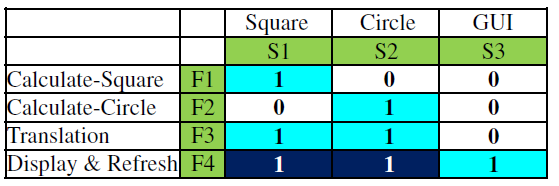 Square Circle GUI
S1 S2 S3
Calculate-Square F1 1 0 0
Calculate-Circle F2 0 1 0
Translation F3 1 1 0
Display & Refresh F4 1 1 1